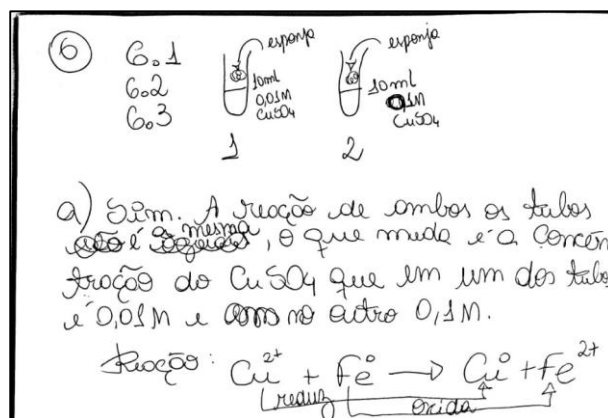 6
6.1
6.2
6.3
esponja
10ml
0,01M
CuSO4
1
esponja
10ml
0,1M
CuSO4
2
a) Sim. A reação de ambos os tubos
é a mesma, o que muda é a concen
tração do CuSO4 que em um dos tubos
é 0,01M e no outro 0,1M.
Reação: Cu²⁺ + Fe⁰ → Cu⁰ + Fe²⁺
reduz oxida